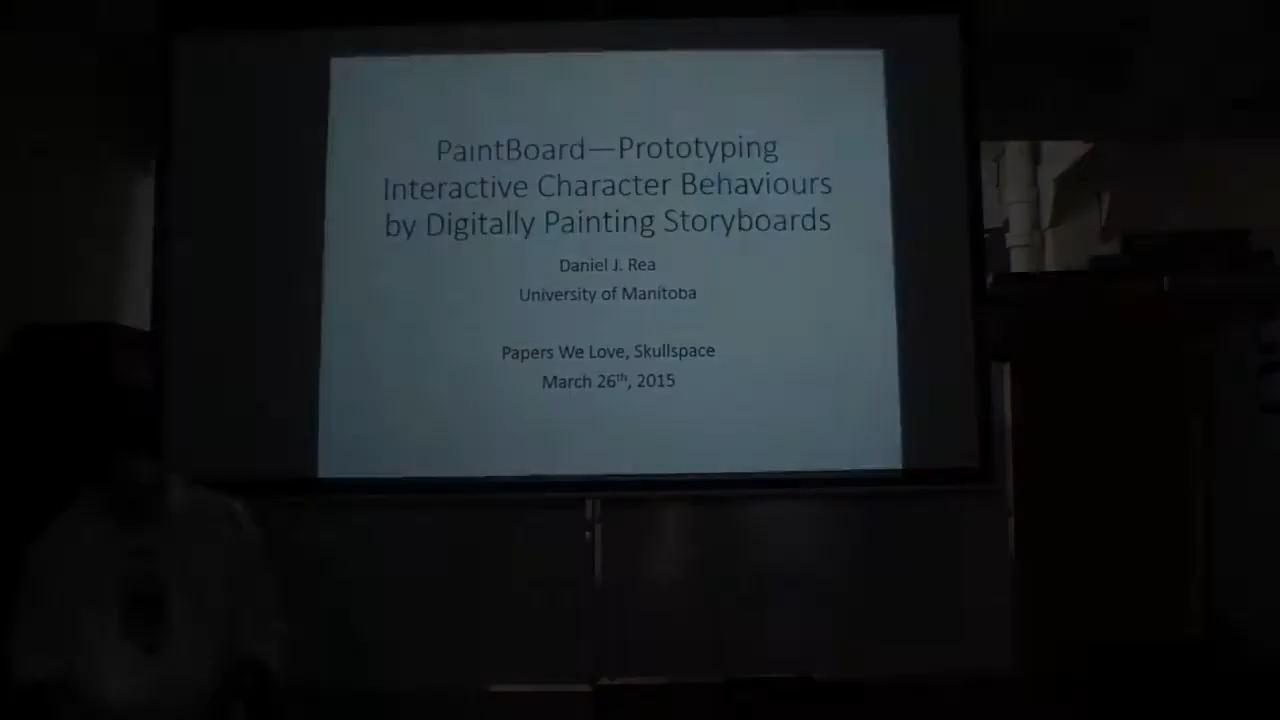 PaintBoard—Prototyping
Interactive Character Behaviours
by Digitally Painting Storyboards
Daniel J. Rea
University of Manitoba
Papers We Love, Skullspace
March 26th, 2015